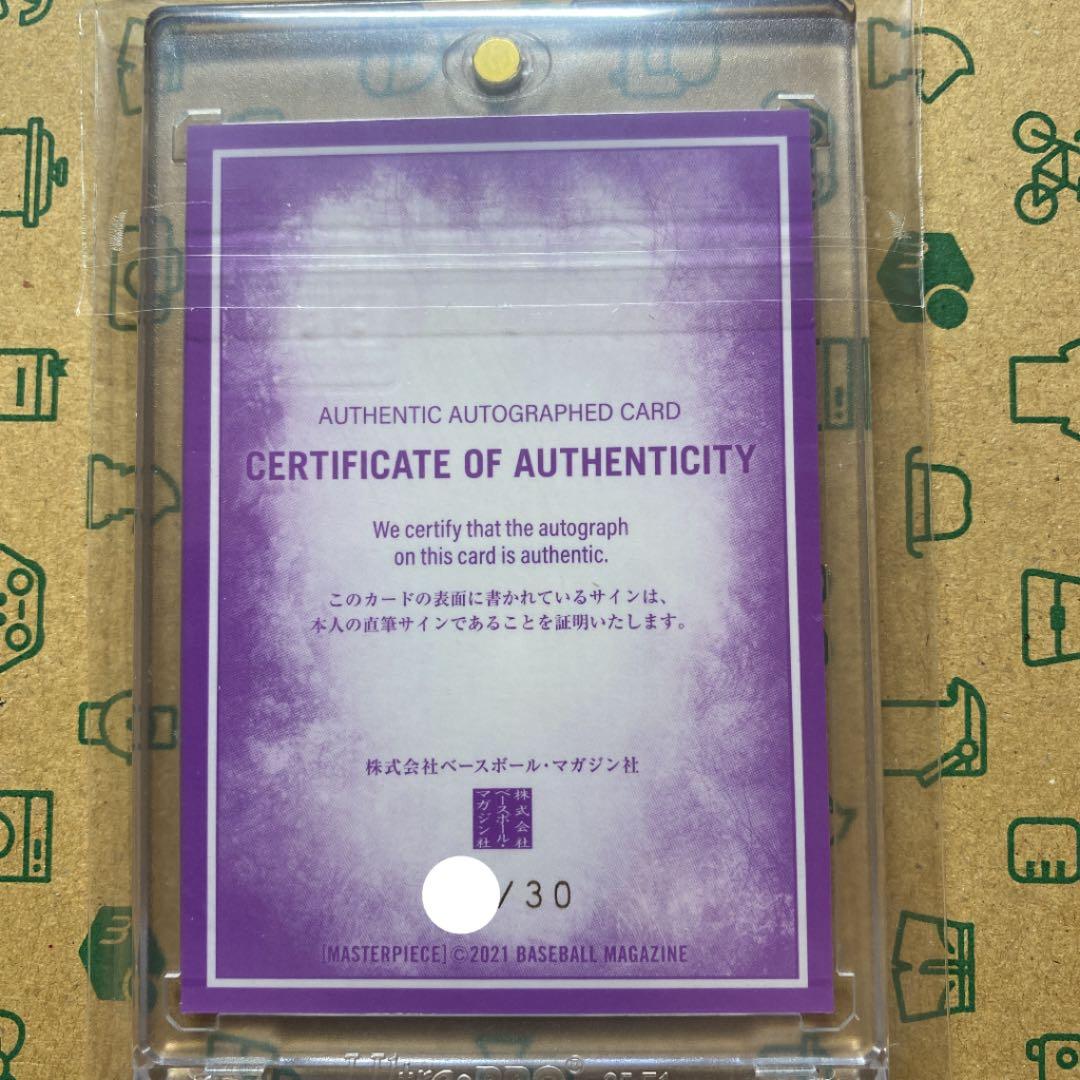 AUTHENTIC AUTOGRAPHED CARD
CERTIFICATE OF AUTHENTICITY
We certify that the autograph
on this card is authentic.
このカードの表面に書かれているサインは、
本人の直筆サインであることを証明いたします。
株式会社ベースボール・マガジン社
株式会社
ベースボール・
マガジン社
/30
[MASTERPIECE] ©2021 BASEBALL MAGAZINE